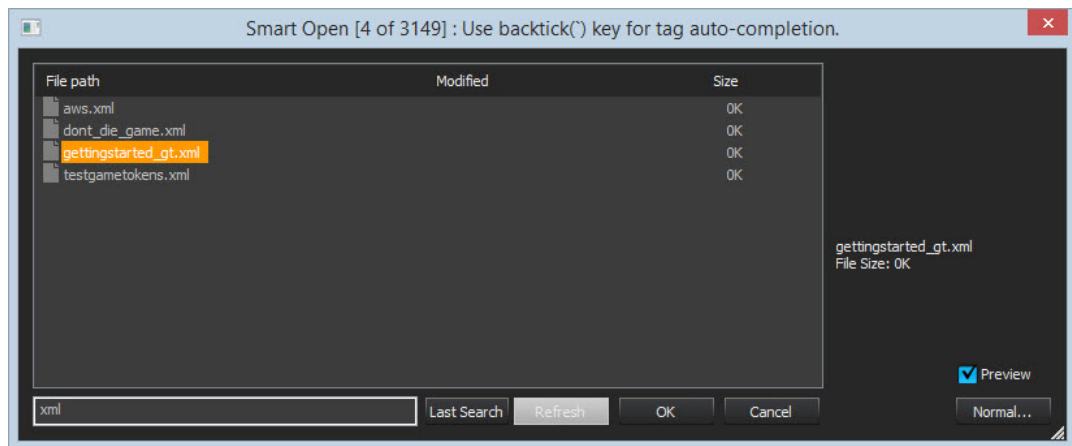 Smart Open [4 of 3149] : Use backtick(`) key for tag auto-completion.
File path Modified Size
aws.xml 0K
dont_die_game.xml 0K
gettingstarted_gt.xml 0K
testgametokens.xml 0K
gettingstarted_gt.xml
File Size: 0K
Preview
xml Last Search Refresh OK Cancel Normal...